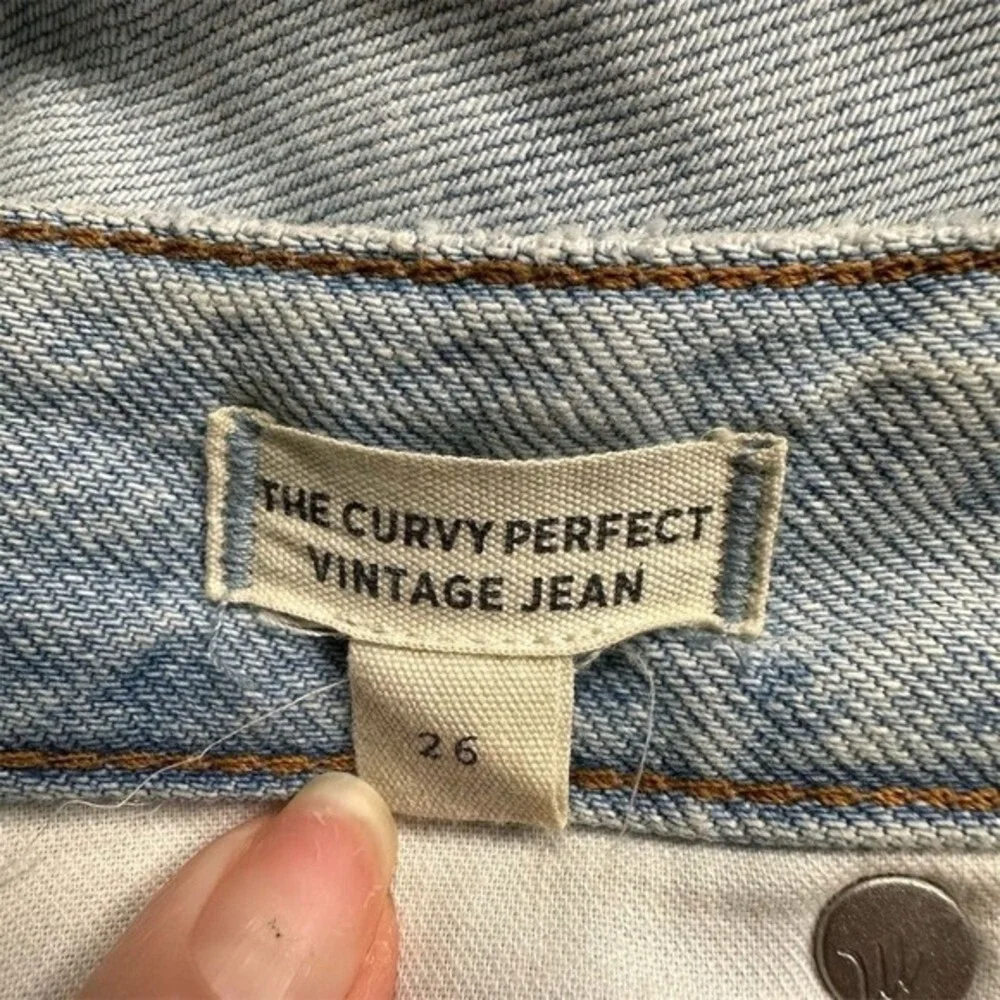 THE CURVY PERFECT
VINTAGE JEAN
26